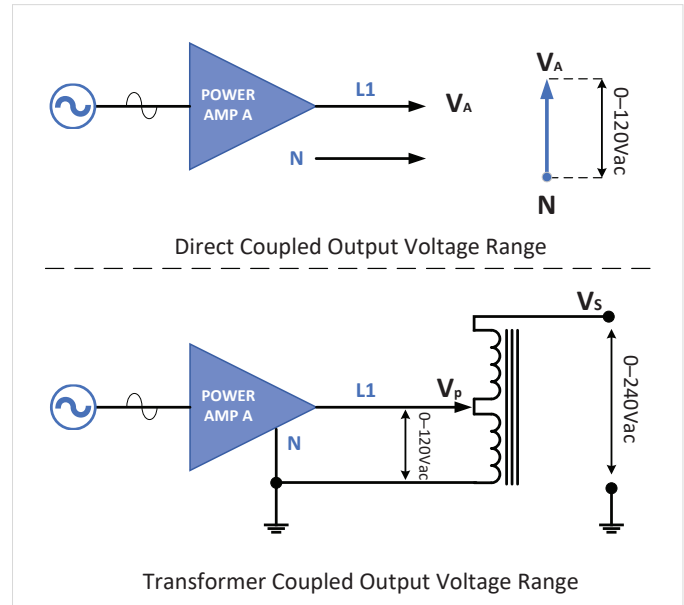 POWER
AMP A
L1
N
VA
VA
0–120Vac
N
Direct Coupled Output Voltage Range
POWER
AMP A
L1
N
Vp
0–120Vac
VS
0–240Vac
Transformer Coupled Output Voltage Range